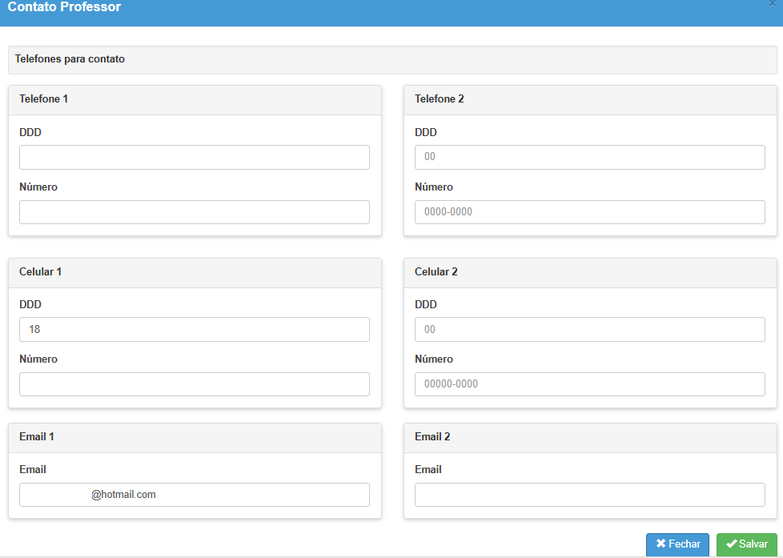 Contato Professor
Telefones para contato
Telefone 1
DDD
Número
Telefone 2
DDD
00
Número
0000-0000
Celular 1
DDD
18
Número
Celular 2
DDD
00
Número
00000-0000
Email 1
Email
@hotmail.com
Email 2
Email
Fechar
Salvar